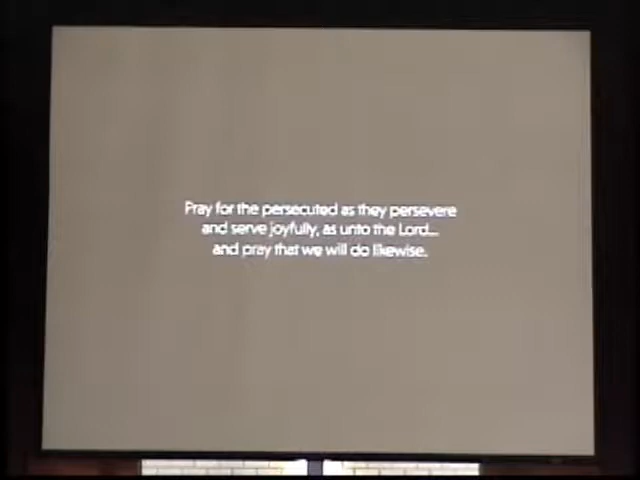 Pray for the persecuted as they persevere
and serve joyfully, as unto the Lord...
and pray that we will do likewise.